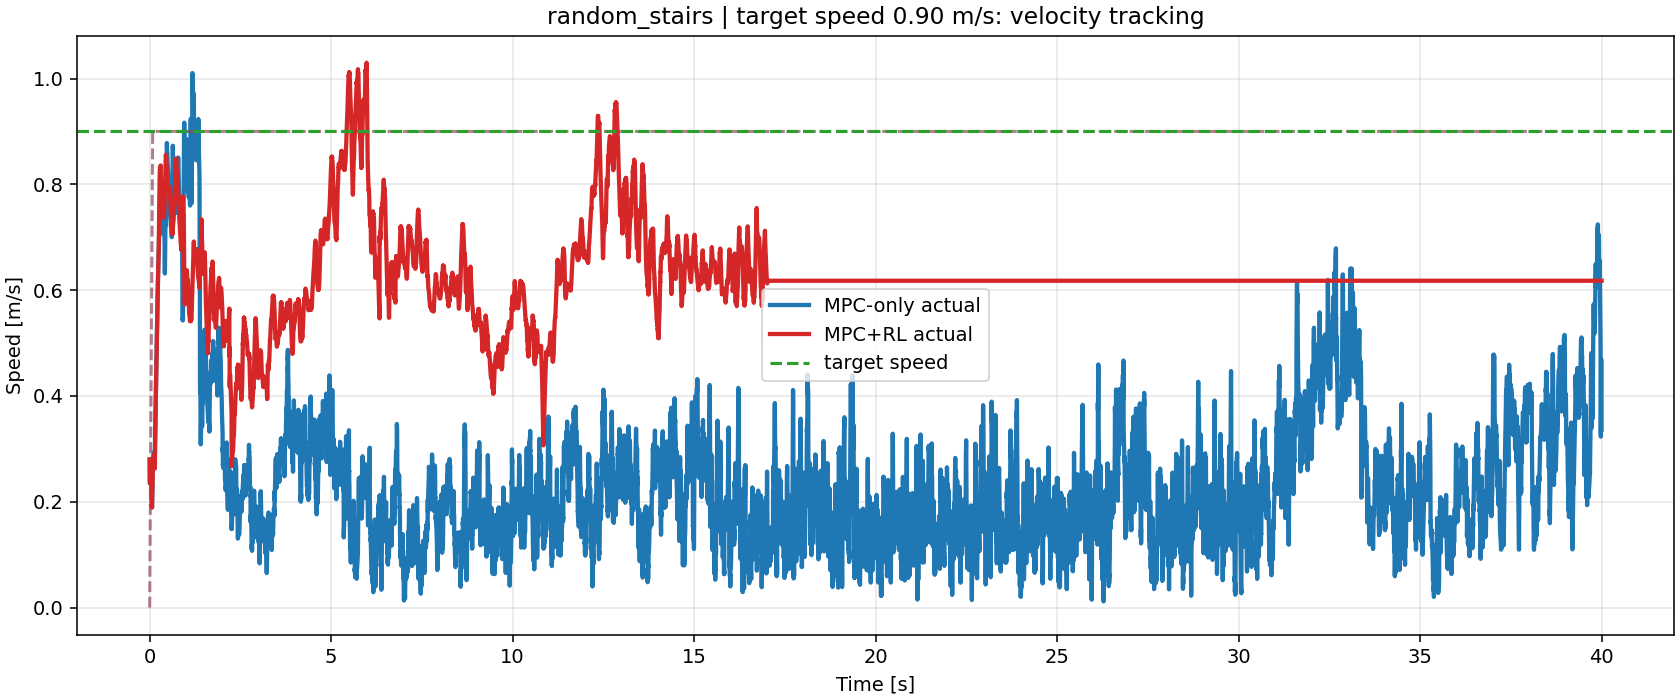 random_stairs | target speed 0.90 m/s: velocity tracking
Speed [m/s]
1.0
0.8
0.6
0.4
0.2
0.0
MPC-only actual
MPC+RL actual
target speed
0 5 10 15 20 25 30 35 40
Time [s]